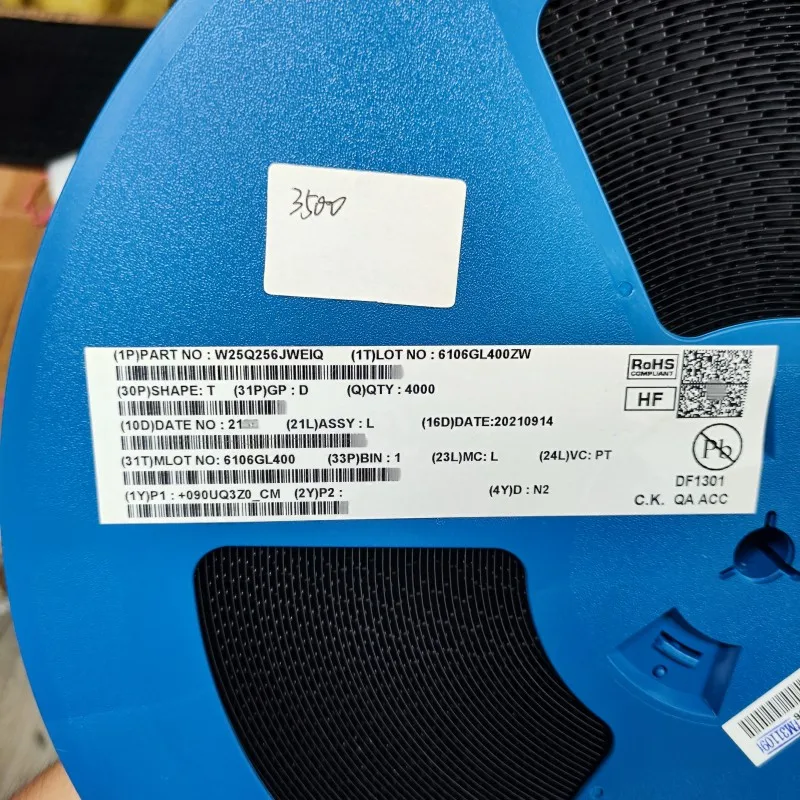 3500
(1P)PART NO : W25Q256JWEIQ (1T)LOT NO : 6106GL400ZW
(30P)SHAPE: T (31P)GP : D (Q)QTY : 4000
(10D)DATE NO : 21 (21L)ASSY : L (16D)DATE:20210914
(31T)MLOT NO: 6106GL400 (33P)BIN : 1 (23L)MC: L (24L)VC: PT
(1Y)P1 : +090UQ3Z0_CM (2Y)P2 : (4Y)D : N2
RoHS
COMPLIANT
HF
Pb
DF1301
C.K. QA ACC